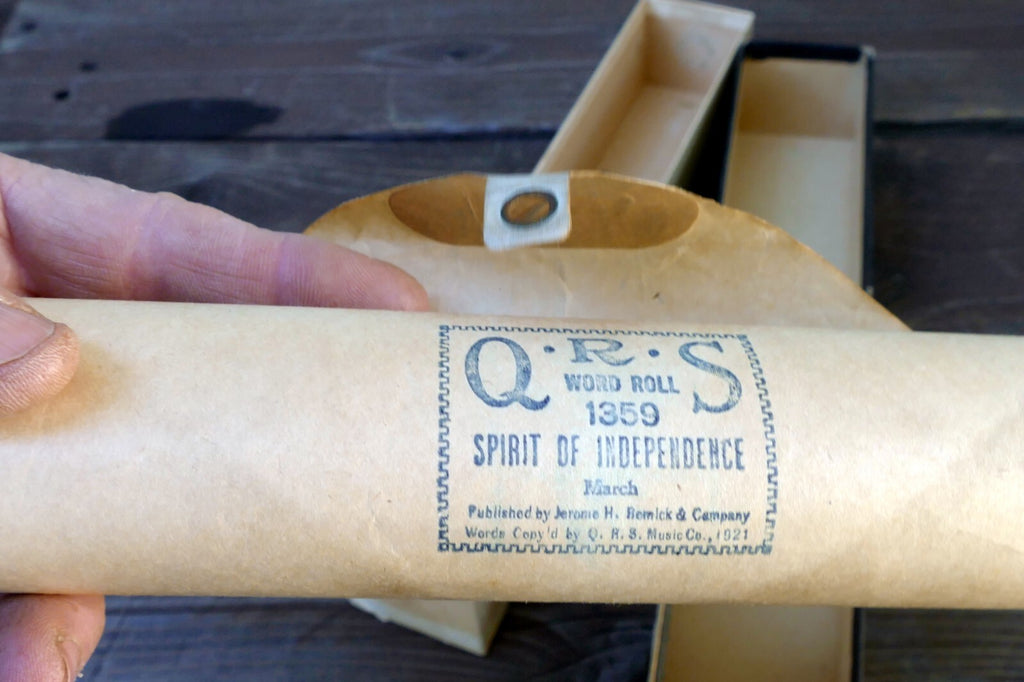 Q·R·S
WORD ROLL
1359
SPIRIT OF INDEPENDENCE
March
Published by Jerome H. Remick & Company
Words Copy'd by Q. R. S. Music Co., 1921